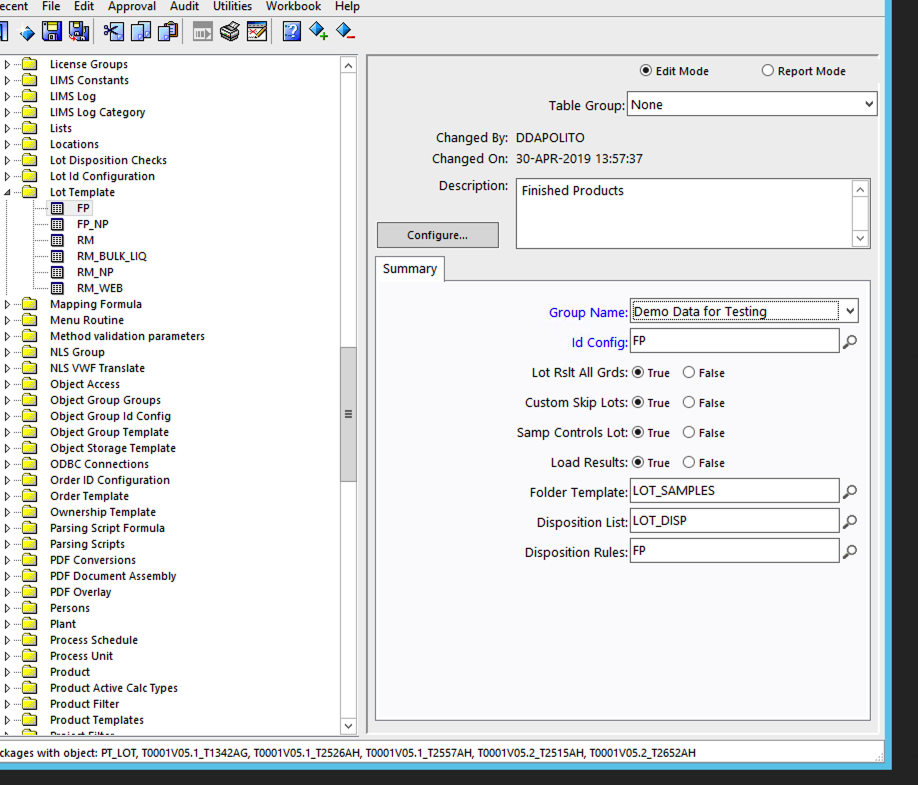 File Edit Approval Audit Utilities Workbook Help
License Groups
LIMS Constants
LIMS Log
LIMS Log Category
Lists
Locations
Lot Disposition Checks
Lot Id Configuration
Lot Template
FP
FP_NP
RM
RM_BULK_LIQ
RM_NP
RM_WEB
Mapping Formula
Menu Routine
Method validation parameters
NLS Group
NLS VWF Translate
Object Access
Object Group Groups
Object Group Id Config
Object Group Template
Object Storage Template
ODBC Connections
Order ID Configuration
Order Template
Ownership Template
Parsing Script Formula
Parsing Scripts
PDF Conversions
PDF Document Assembly
PDF Overlay
Persons
Plant
Process Schedule
Process Unit
Product
Product Active Calc Types
Product Filter
Product Templates
Edit Mode Report Mode
Table Group: None
Changed By: DDAPOLITO
Changed On: 30-APR-2019 13:57:37
Description: Finished Products
Configure...
Summary
Group Name: Demo Data for Testing
Id Config: FP
Lot Rslt All Grds: True False
Custom Skip Lots: True False
Samp Controls Lot: True False
Load Results: True False
Folder Template: LOT_SAMPLES
Disposition List: LOT_DISP
Disposition Rules: FP
ckages with object: PT_LOT, T0001V05.1_T1342AG, T0001V05.1_T2526AH, T0001V05.1_T2557AH, T0001V05.2_T2515AH, T0001V05.2_T2652AH